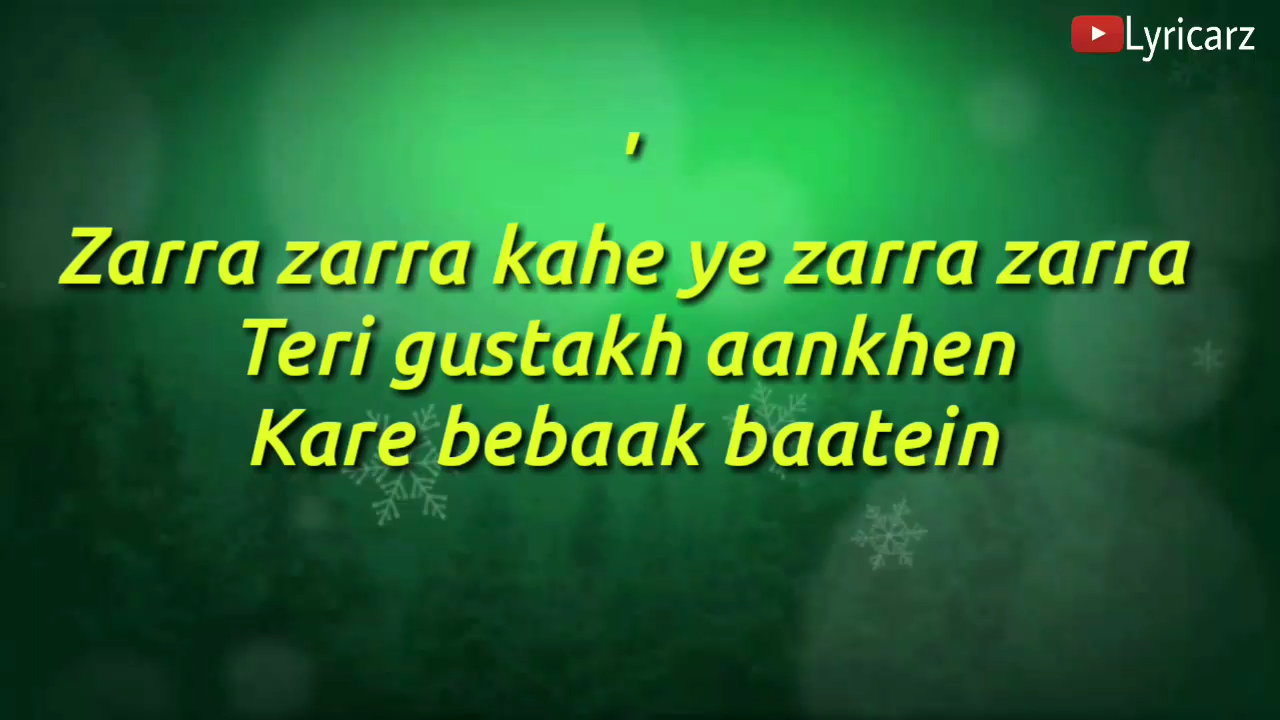 Lyricarz
'
Zarra zarra kahe ye zarra zarra
Teri gustakh aankhen
Kare bebaak baatein